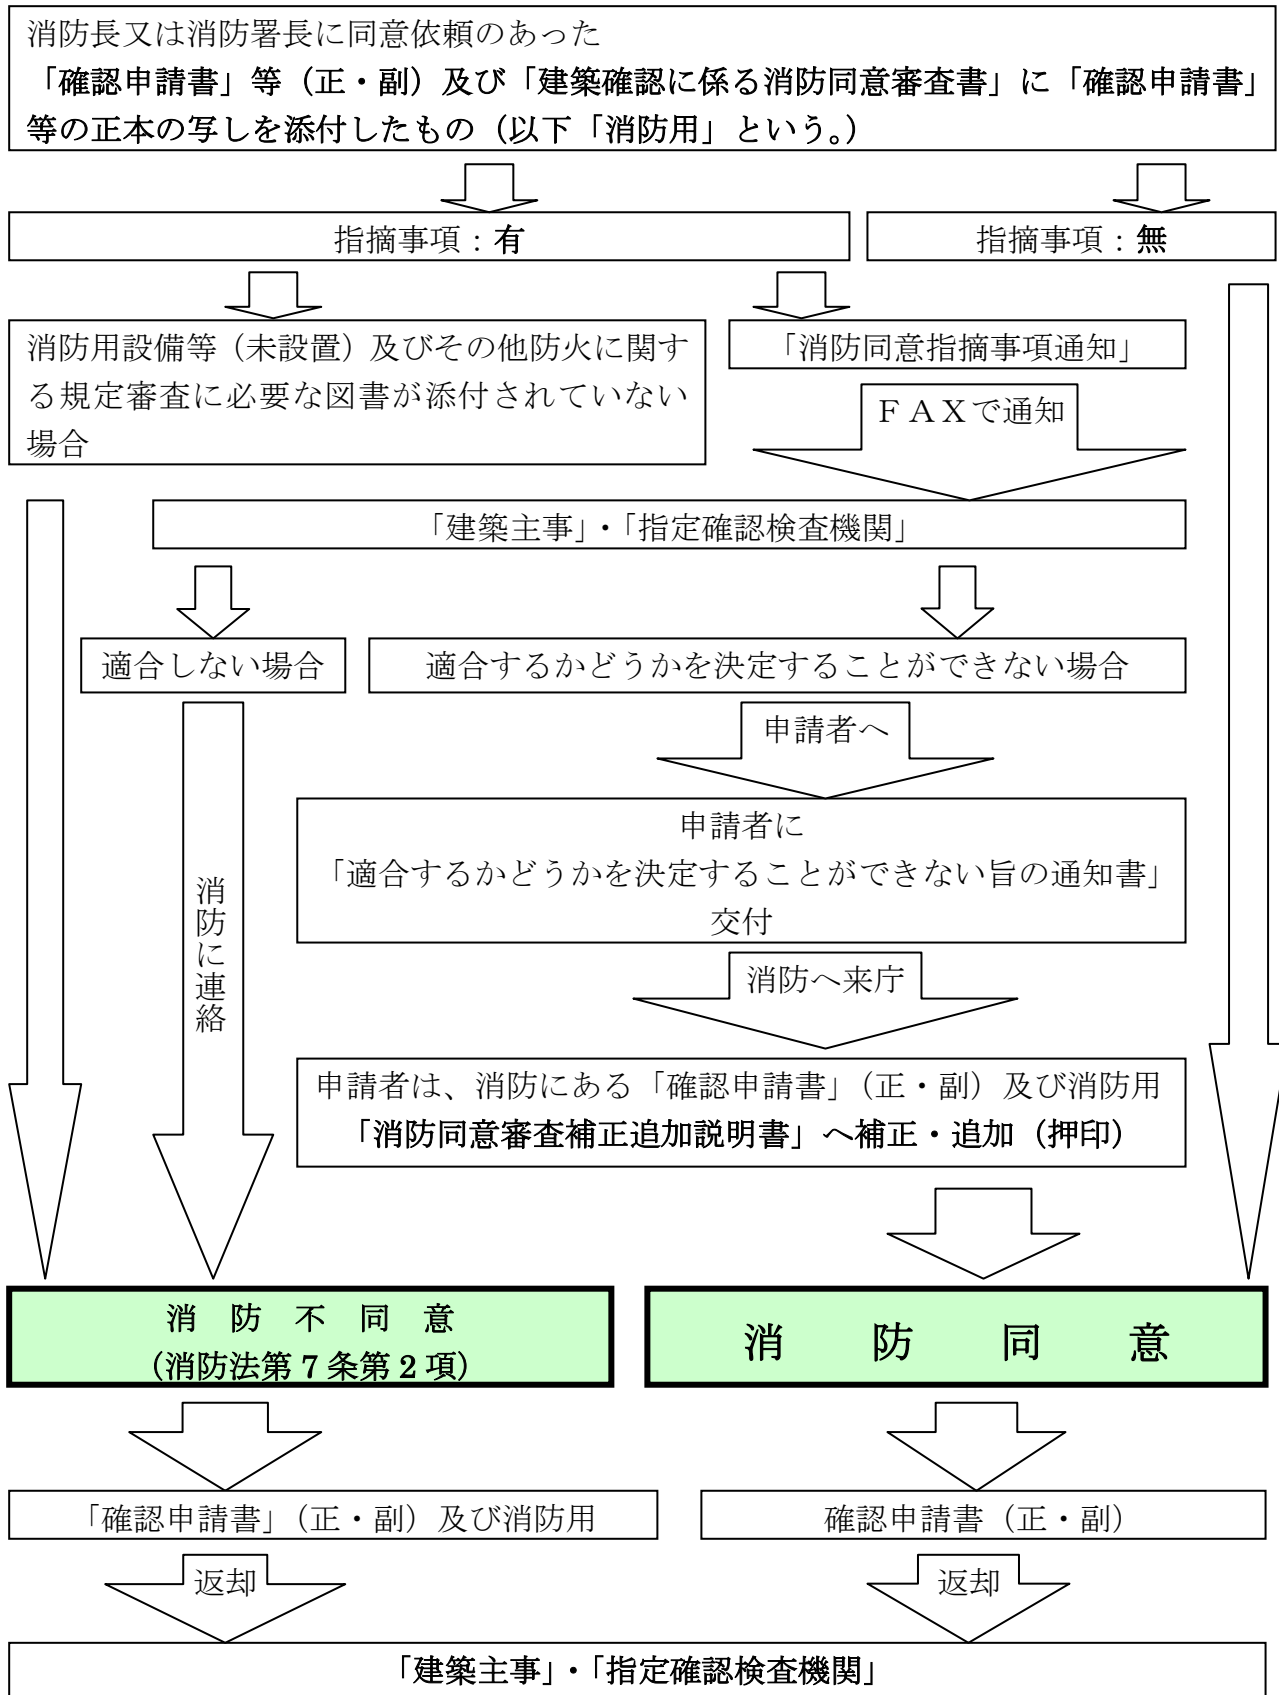 消防長又は消防署長に同意依頼のあった
「確認申請書」等（正・副）及び「建築確認に係る消防同意審査書」に「確認申請書」
等の正本の写しを添付したもの（以下「消防用」という。）
指摘事項：有
指摘事項：無
消防用設備等（未設置）及びその他防火に関す
る規定審査に必要な図書が添付されていない
場合
「消防同意指摘事項通知」
ＦＡＸで通知
「建築主事」・「指定確認検査機関」
適合しない場合
適合するかどうかを決定することができない場合
申請者へ
申請者に
「適合するかどうかを決定することができない旨の通知書」
交付
消防に連絡
消防へ来庁
申請者は、消防にある「確認申請書」（正・副）及び消防用
「消防同意審査補正追加説明書」へ補正・追加（押印）
消　防　不　同　意
（消防法第７条第２項）
消　防　同　意
「確認申請書」（正・副）及び消防用
確認申請書（正・副）
返却
返却
「建築主事」・「指定確認検査機関」